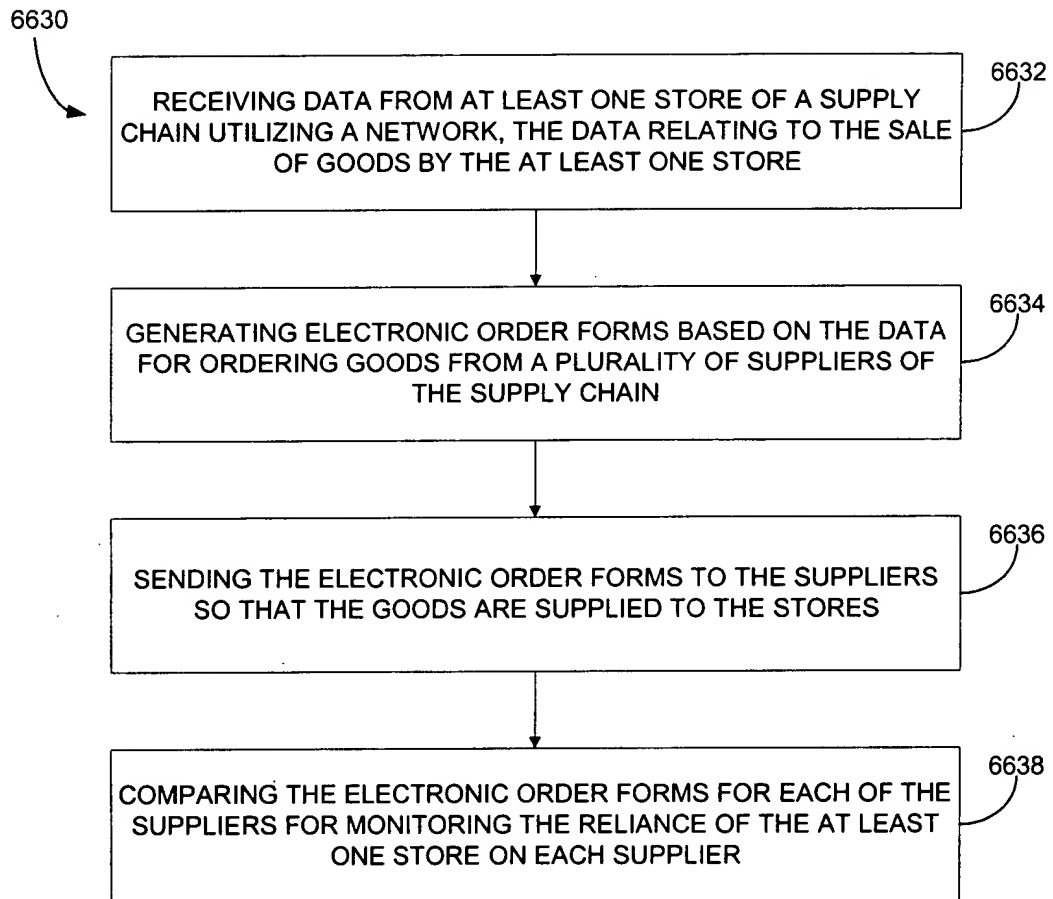 6630
6632
RECEIVING DATA FROM AT LEAST ONE STORE OF A SUPPLY
CHAIN UTILIZING A NETWORK, THE DATA RELATING TO THE SALE
OF GOODS BY THE AT LEAST ONE STORE
6634
GENERATING ELECTRONIC ORDER FORMS BASED ON THE DATA
FOR ORDERING GOODS FROM A PLURALITY OF SUPPLIERS OF
THE SUPPLY CHAIN
6636
SENDING THE ELECTRONIC ORDER FORMS TO THE SUPPLIERS
SO THAT THE GOODS ARE SUPPLIED TO THE STORES
6638
COMPARING THE ELECTRONIC ORDER FORMS FOR EACH OF THE
SUPPLIERS FOR MONITORING THE RELIANCE OF THE AT LEAST
ONE STORE ON EACH SUPPLIER